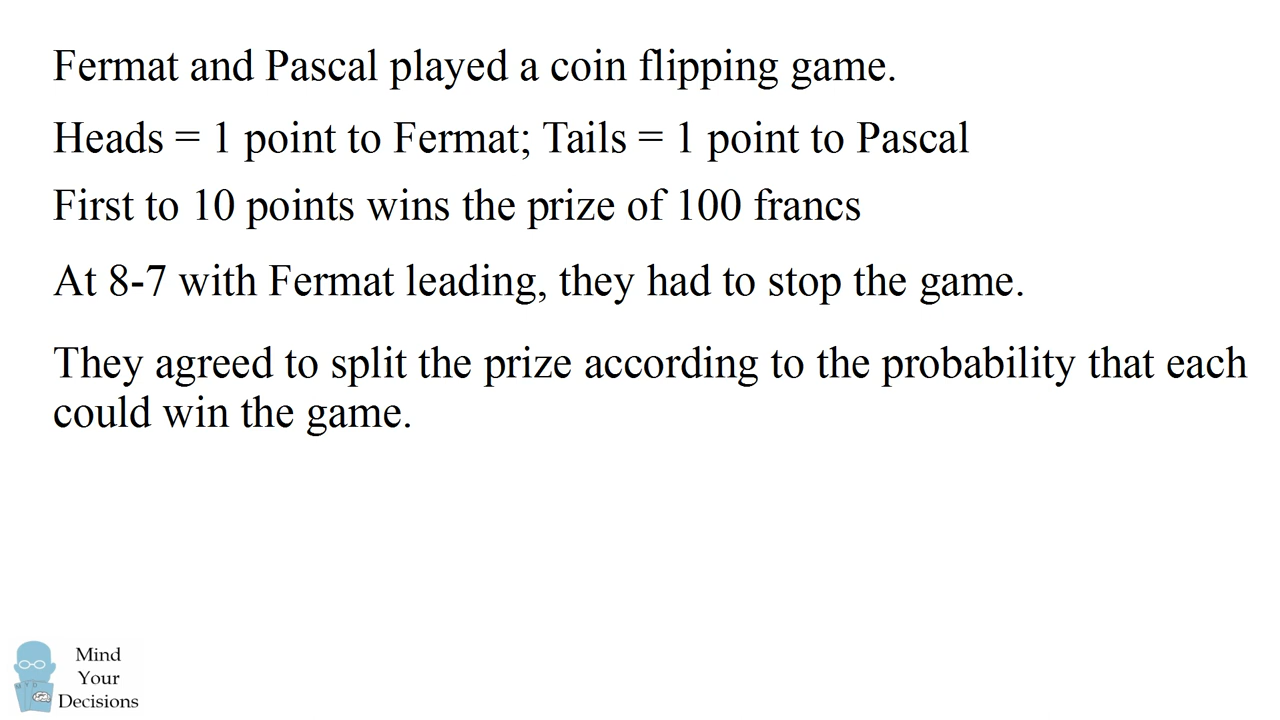 Fermat and Pascal played a coin flipping game.
Heads = 1 point to Fermat; Tails = 1 point to Pascal
First to 10 points wins the prize of 100 francs
At 8-7 with Fermat leading, they had to stop the game.
They agreed to split the prize according to the probability that each
could win the game.
Mind
Your
Decisions